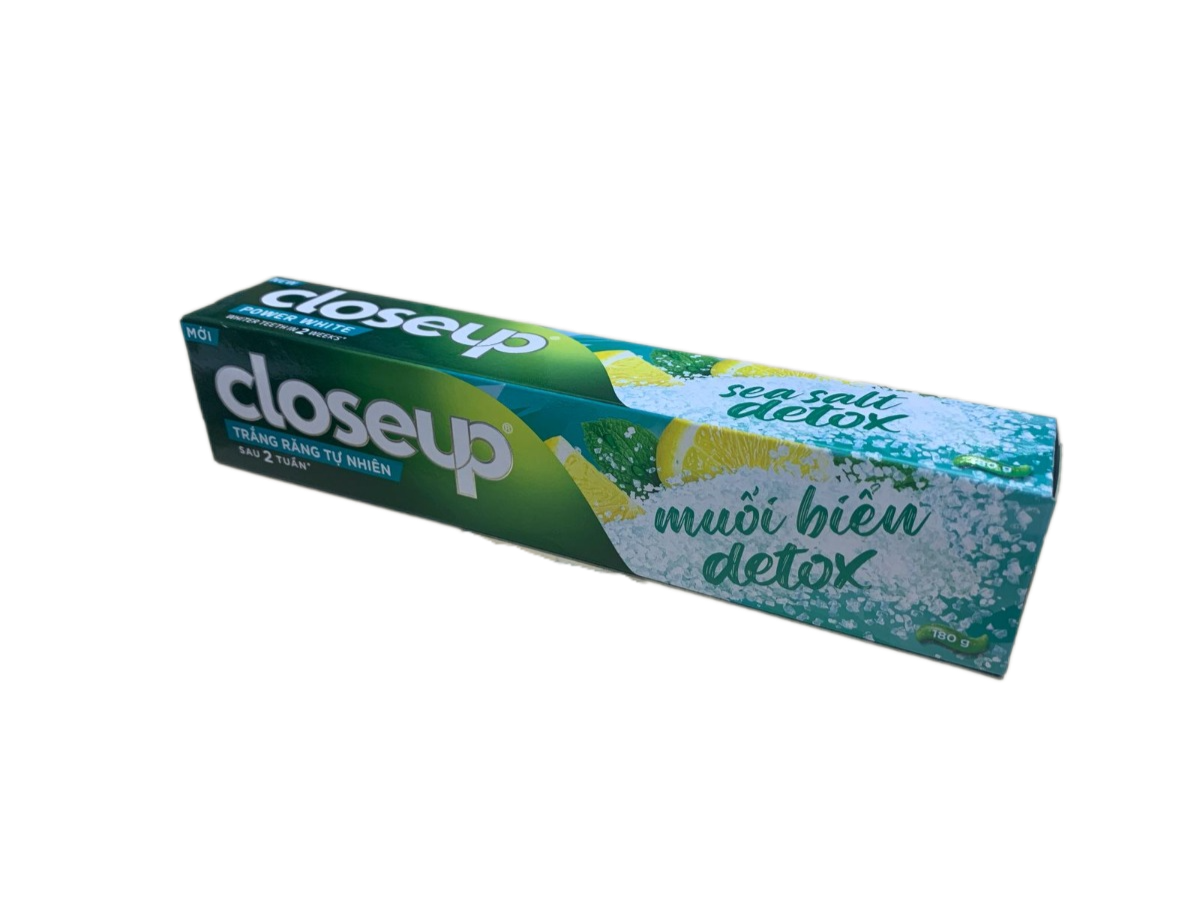 NEW
closeup®
POWER WHITE
WHITER TEETH IN 2 WEEKS*
sea salt
detox
180 g
MỚI
closeup®
TRẮNG RĂNG TỰ NHIÊN
SAU 2 TUẦN*
muối biển
detox
180 g